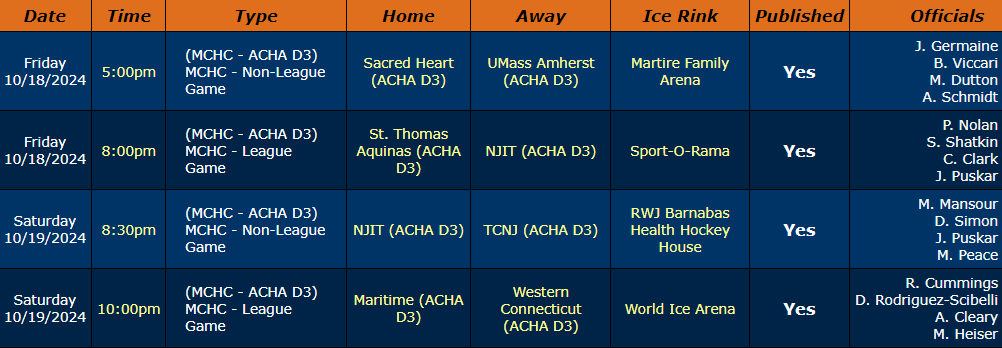 Date Time Type Home Away Ice Rink Published Officials
Friday
10/18/2024
5:00pm
(MCHC - ACHA D3)
MCHC - Non-League
Game
Sacred Heart
(ACHA D3)
UMass Amherst
(ACHA D3)
Martire Family
Arena
Yes
J. Germaine
B. Viccari
M. Dutton
A. Schmidt
Friday
10/18/2024
8:00pm
(MCHC - ACHA D3)
MCHC - League
Game
St. Thomas
Aquinas (ACHA
D3)
NJIT (ACHA D3)
Sport-O-Rama
Yes
P. Nolan
S. Shatkin
C. Clark
J. Puskar
Saturday
10/19/2024
8:30pm
(MCHC - ACHA D3)
MCHC - Non-League
Game
NJIT (ACHA D3)
TCNJ (ACHA D3)
RWJ Barnabas
Health Hockey
House
Yes
M. Mansour
D. Simon
J. Puskar
M. Peace
Saturday
10/19/2024
10:00pm
(MCHC - ACHA D3)
MCHC - League
Game
Maritime (ACHA
D3)
Western
Connecticut
(ACHA D3)
World Ice Arena
Yes
R. Cummings
D. Rodriguez-Scibelli
A. Cleary
M. Heiser